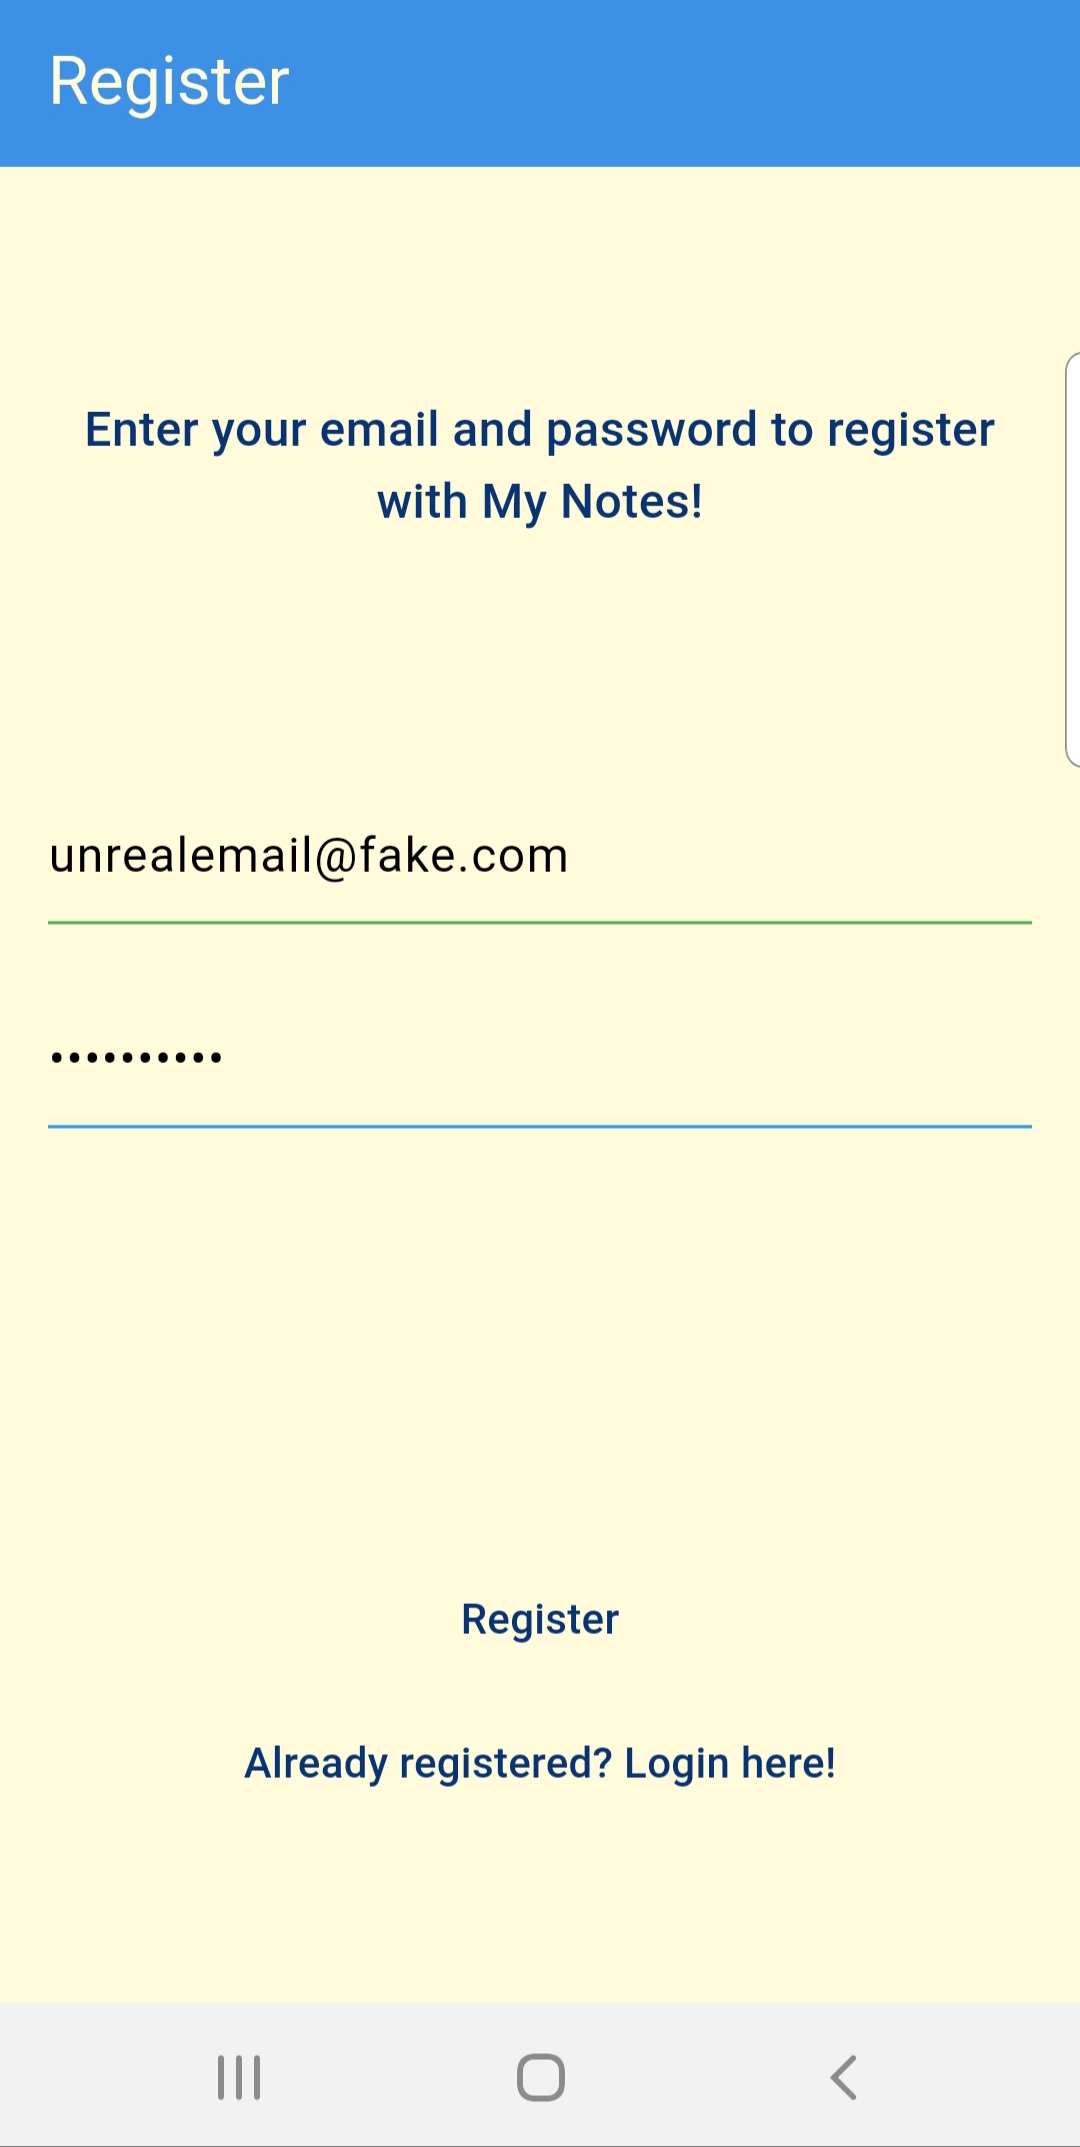 Register
Enter your email and password to register
with My Notes!
unrealemail@fake.com
••••••••••
Register
Already registered? Login here!